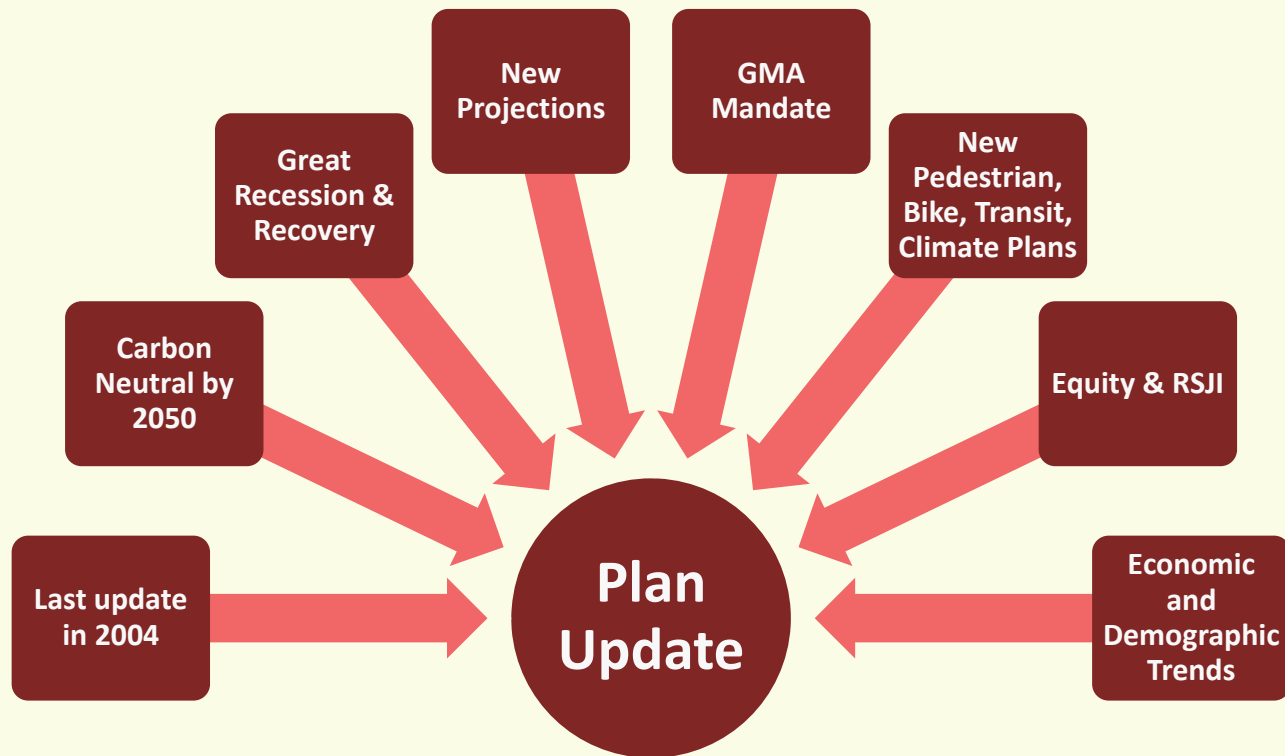 New
Projections
GMA
Mandate
Great
Recession &
Recovery
New
Pedestrian,
Bike, Transit,
Climate Plans
Carbon
Neutral by
2050
Equity & RSJI
Last update
in 2004
Economic
and
Demographic
Trends
Plan
Update